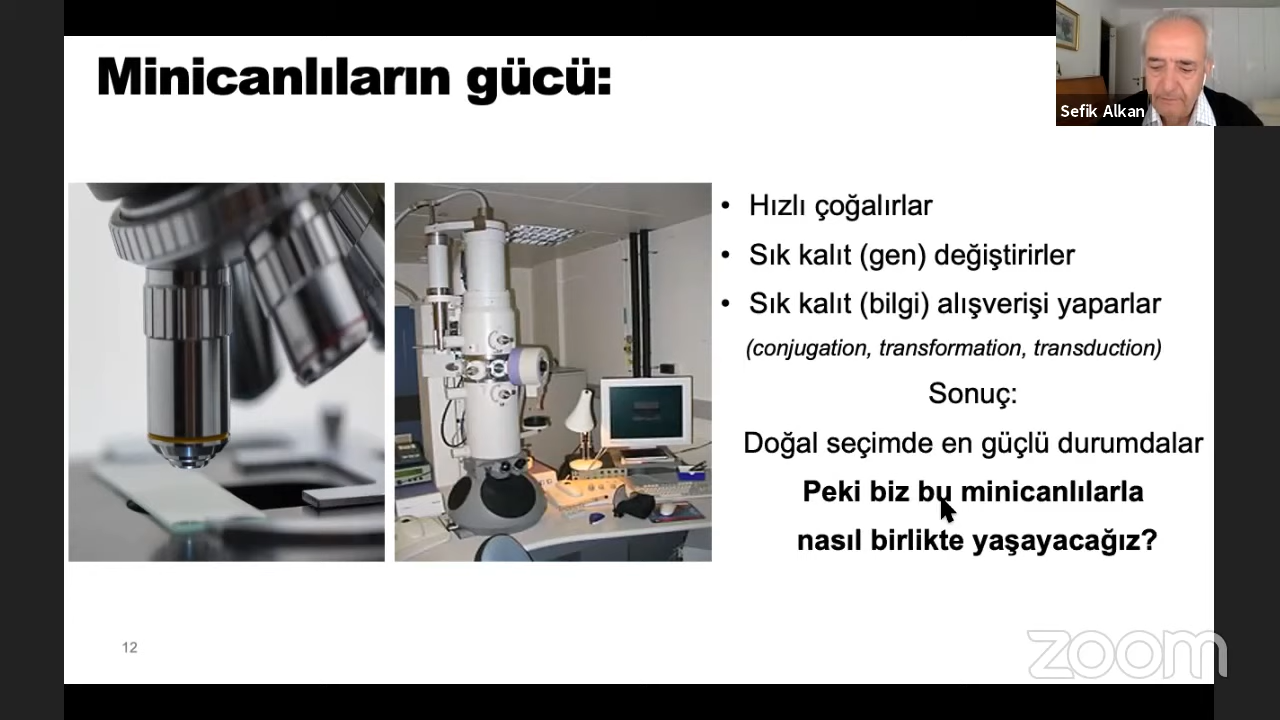 Minicanlıların gücü:
Sefik Alkan
• Hızlı çoğalırlar
• Sık kalıt (gen) değiştirirler
• Sık kalıt (bilgi) alışverişi yaparlar
(conjugation, transformation, transduction)
Sonuç:
Doğal seçimde en güçlü durumdalar
Peki biz bu minicanlılarla
nasıl birlikte yaşayacağız?
12
zoom